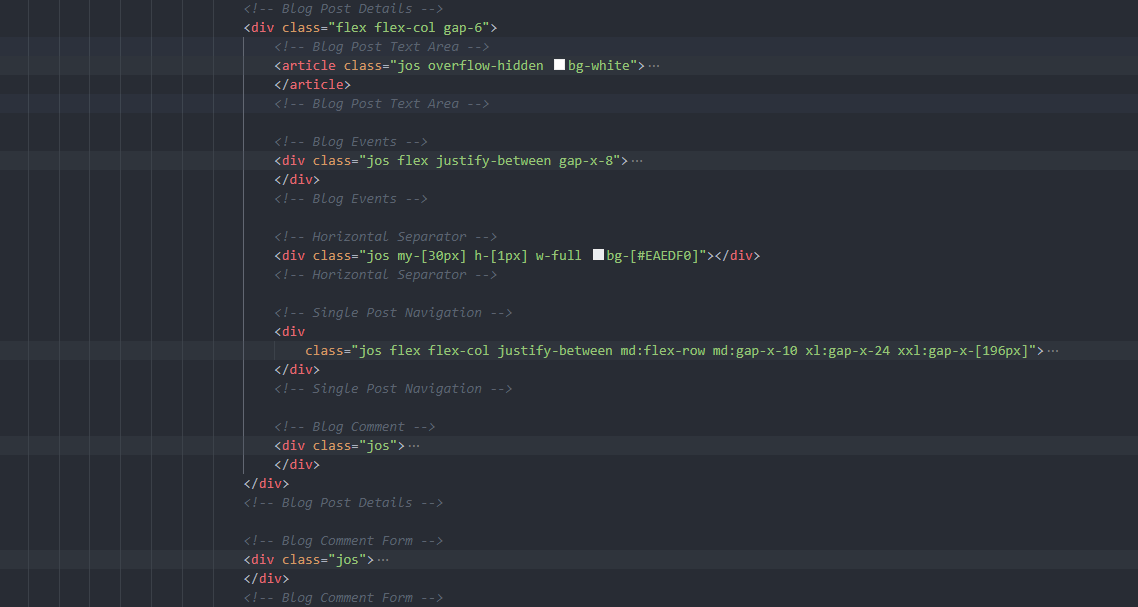 <!-- Blog Post Details -->
<div class="flex flex-col gap-6">
<!-- Blog Post Text Area -->
<article class="jos overflow-hidden bg-white">···
</article>
<!-- Blog Post Text Area -->
<!-- Blog Events -->
<div class="jos flex justify-between gap-x-8">···
</div>
<!-- Blog Events -->
<!-- Horizontal Separator -->
<div class="jos my-[30px] h-[1px] w-full bg-[#EAEDF0]"></div>
<!-- Horizontal Separator -->
<!-- Single Post Navigation -->
<div
class="jos flex flex-col justify-between md:flex-row md:gap-x-10 xl:gap-x-24 xxl:gap-x-[196px]">···
</div>
<!-- Single Post Navigation -->
<!-- Blog Comment -->
<div class="jos">···
</div>
</div>
<!-- Blog Post Details -->
<!-- Blog Comment Form -->
<div class="jos">···
</div>
<!-- Blog Comment Form -->